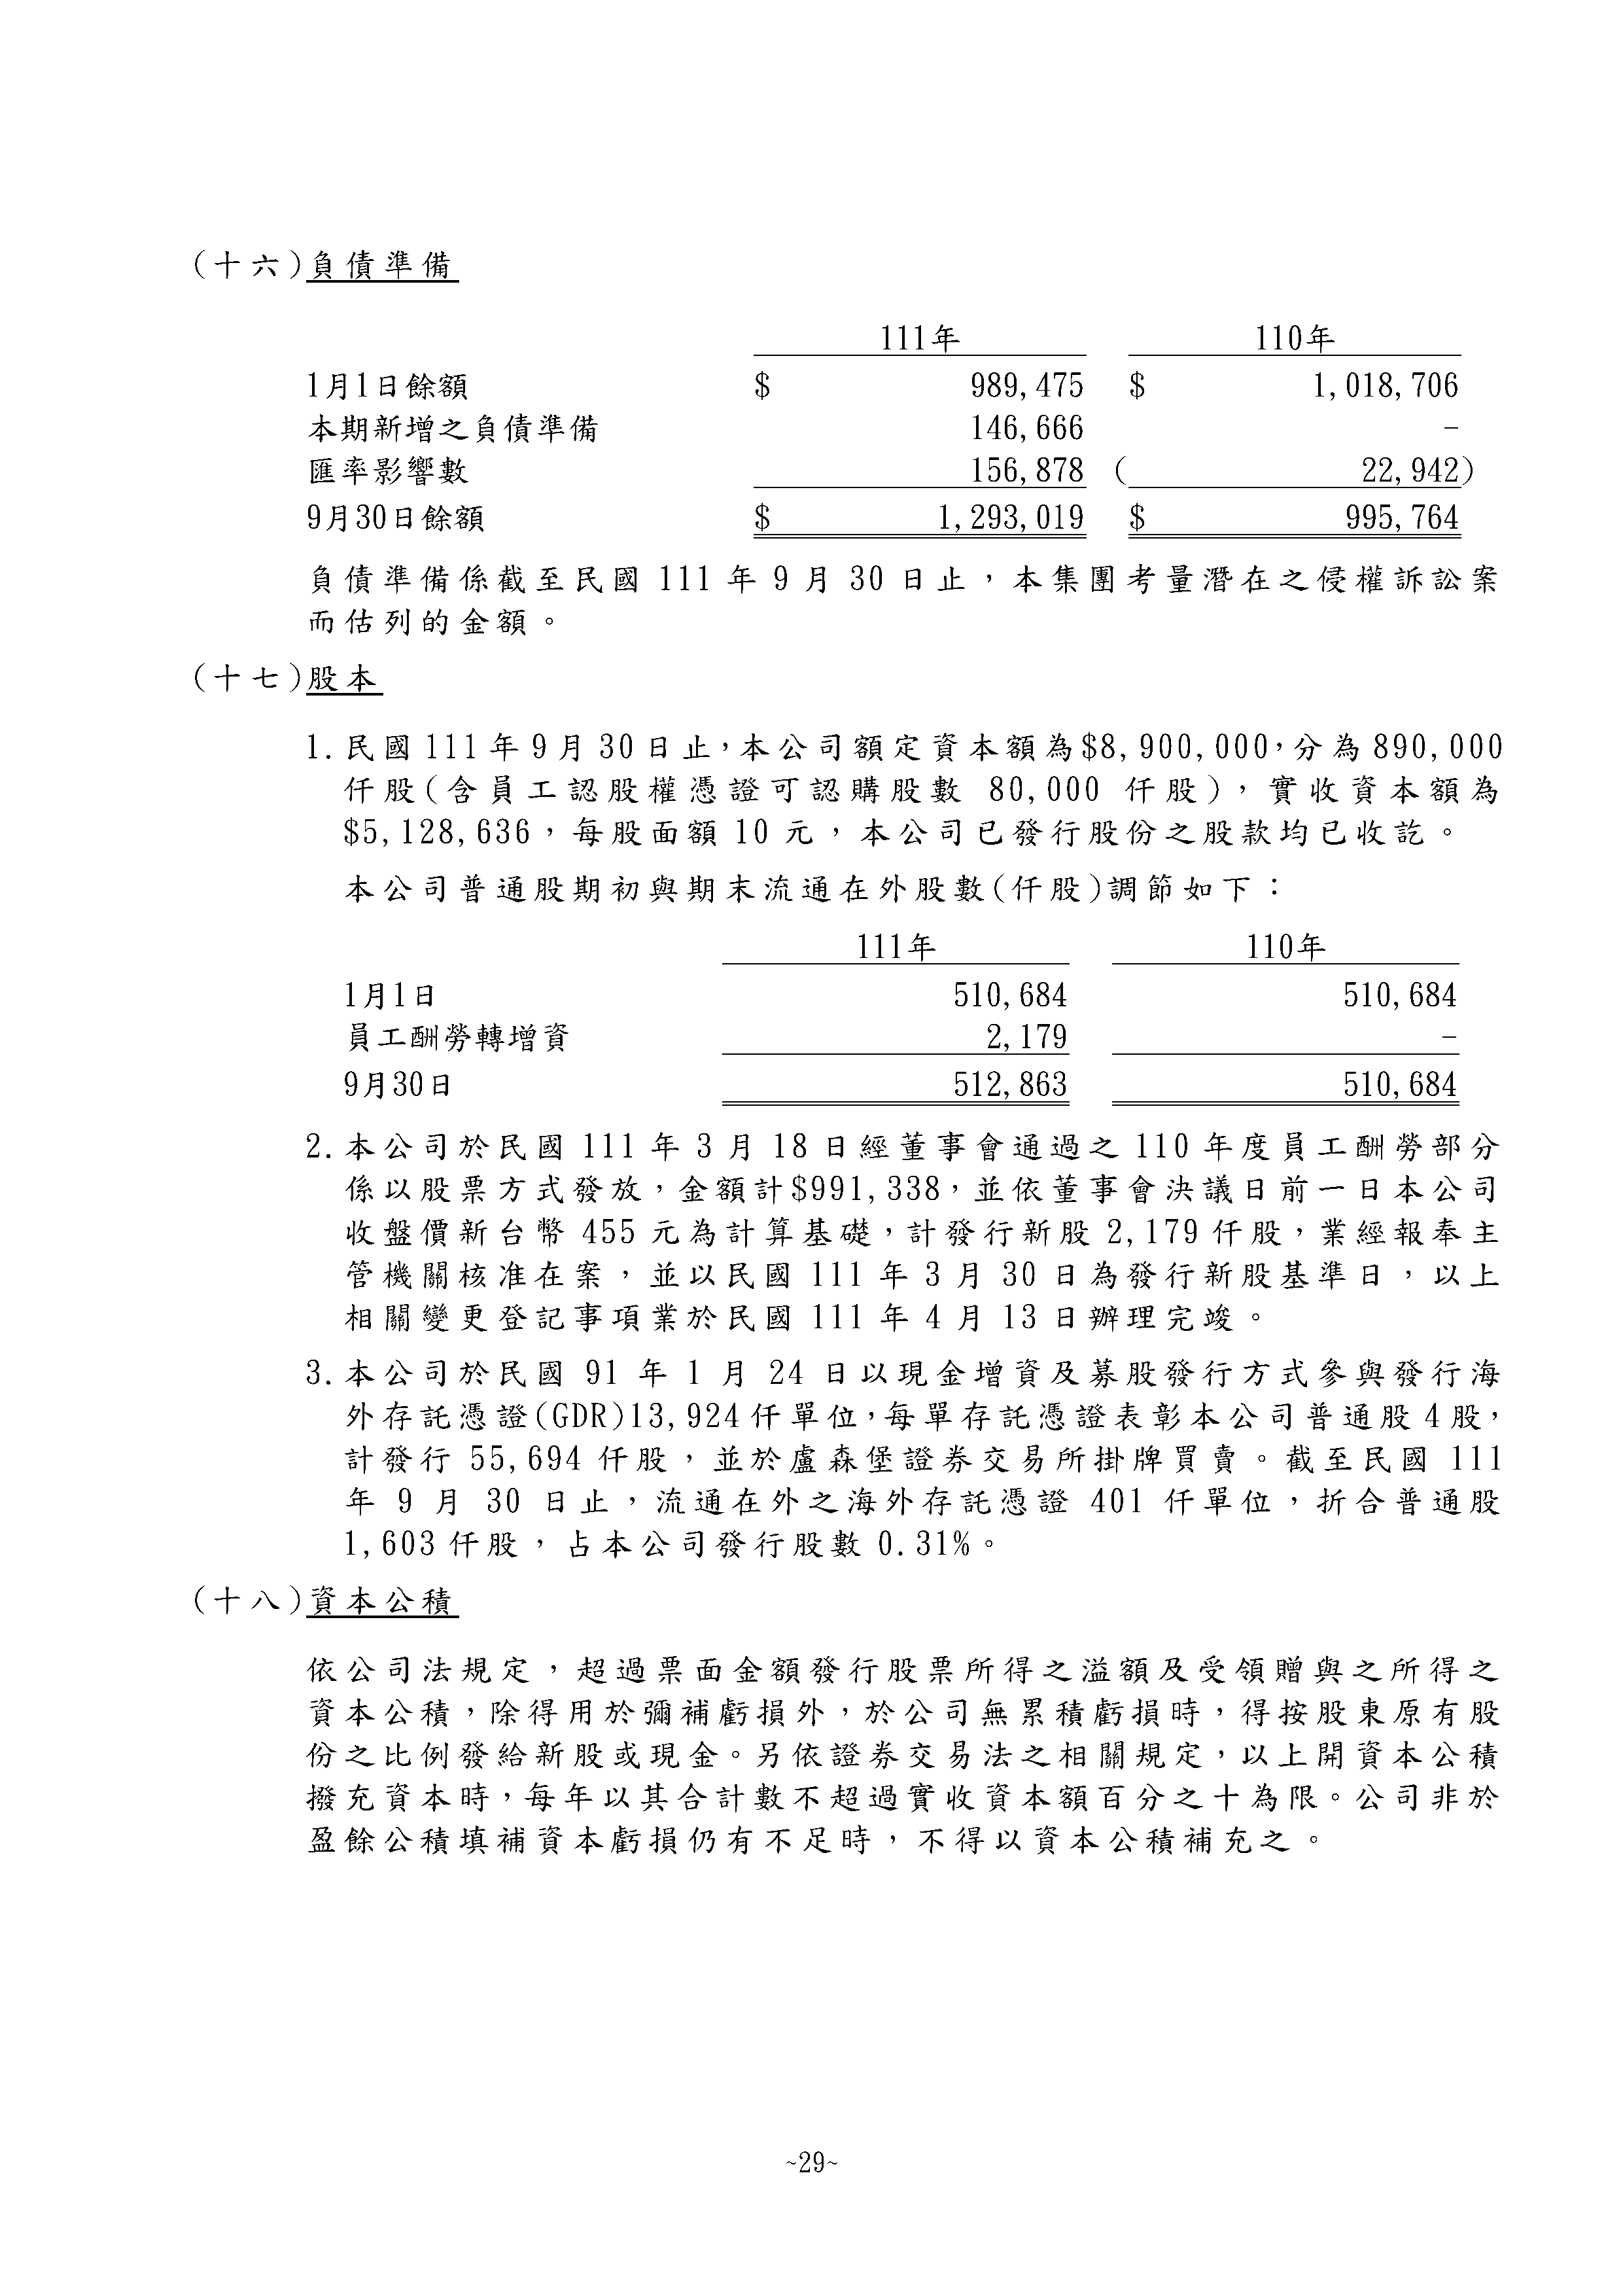 (十六)負債準備
111年 110年
1月1日餘額 $ 989,475 $ 1,018,706
本期新增之負債準備 146,666 -
匯率影響數 156,878 ( 22,942)
9月30日餘額 $ 1,293,019 $ 995,764
負債準備係截至民國 111 年 9 月 30 日止，本集團考量潛在之侵權訴訟案
而估列的金額。
(十七)股本
1.民國 111 年 9 月 30 日止，本公司額定資本額為$8,900,000，分為 890,000
仟股(含員工認股權憑證可認購股數 80,000 仟股)，實收資本額為
$5,128,636，每股面額 10 元，本公司已發行股份之股款均已收訖。
本公司普通股期初與期末流通在外股數(仟股)調節如下：
111年 110年
1月1日 510,684 510,684
員工酬勞轉增資 2,179 -
9月30日 512,863 510,684
2.本公司於民國 111 年 3 月 18 日經董事會通過之 110 年度員工酬勞部分
係以股票方式發放，金額計$991,338，並依董事會決議日前一日本公司
收盤價新台幣 455 元為計算基礎，計發行新股 2,179 仟股，業經報奉主
管機關核准在案，並以民國 111 年 3 月 30 日為發行新股基準日，以上
相關變更登記事項業於民國 111 年 4 月 13 日辦理完竣。
3.本公司於民國 91 年 1 月 24 日以現金增資及募股發行方式參與發行海
外存託憑證(GDR)13,924 仟單位，每單存託憑證表彰本公司普通股 4 股，
計發行 55,694 仟股，並於盧森堡證券交易所掛牌買賣。截至民國 111
年 9 月 30 日止，流通在外之海外存託憑證 401 仟單位，折合普通股
1,603 仟股，占本公司發行股數 0.31%。
(十八)資本公積
依公司法規定，超過票面金額發行股票所得之溢額及受領贈與之所得之
資本公積，除得用於彌補虧損外，於公司無累積虧損時，得按股東原有股
份之比例發給新股或現金。另依證券交易法之相關規定，以上開資本公積
撥充資本時，每年以其合計數不超過實收資本額百分之十為限。公司非於
盈餘公積填補資本虧損仍有不足時，不得以資本公積補充之。
~29~